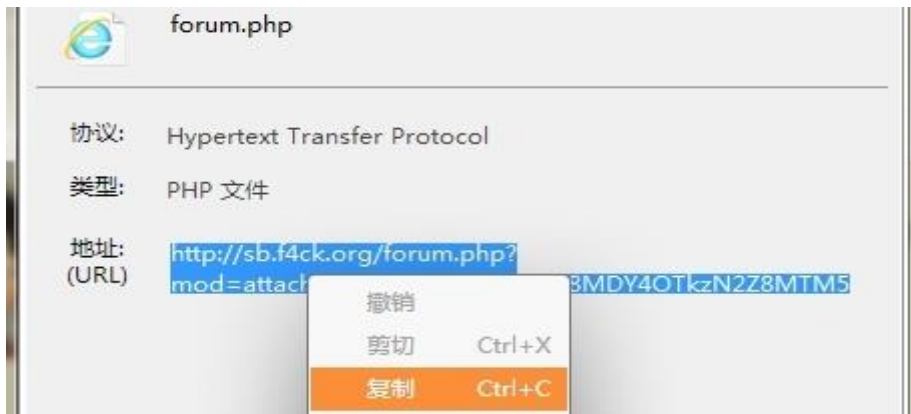 forum.php
协议: Hypertext Transfer Protocol
类型: PHP 文件
地址: http://sb.f4ck.org/forum.php?
(URL) mod=attach 3MDY4OTkzN2Z8MTM5
撤销
剪切 Ctrl+X
复制 Ctrl+C